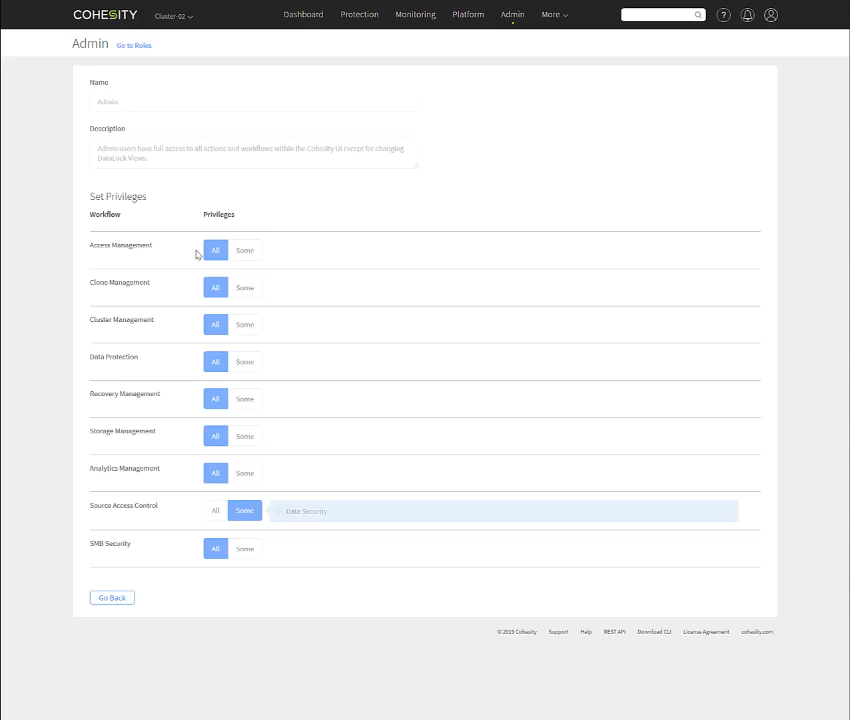 COHESITY Cluster-02 Dashboard Protection Monitoring Platform Admin More ?
Admin Go to Roles
Name
Admin
Description
Admin users have full access to all actions and workflows within the Cohesity UI except for changing
DataLock Views.
Set Privileges
Workflow Privileges
Access Management All Some
Clone Management All Some
Cluster Management All Some
Data Protection All Some
Recovery Management All Some
Storage Management All Some
Analytics Management All Some
Source Access Control All Some Data Security
SMB Security All Some
Go Back
© 2019 Cohesity Support Help REST API Download CLI License Agreement cohesity.com